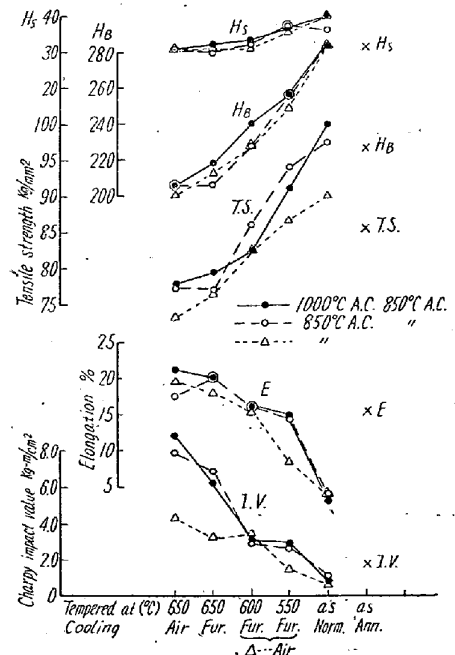 Hs
40
30
HB
280
260
240
220
200
Tensile strength Kg/mm²
100
95
90
85
80
75
Hs
HB
T.S.
× Hs
× HB
× T.S.
1000°C A.C. 850°C A.C.
850°C A.C. "
"
Elongation %
25
20
15
10
5
E
× E
Charpy impact value Kg-m/cm²
8.0
6.0
4.0
2.0
0
I.V.
× I.V.
Tempered at (°C) 650 650 600 550 as as
Cooling Air Fur. Fur. Fur. Norm. Ann.
△---Air